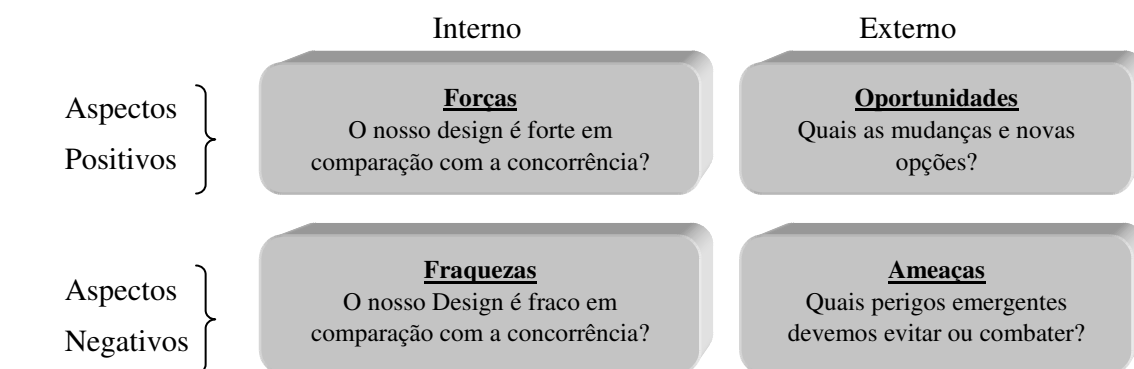 Interno
Externo
Aspectos
Positivos
Forças
O nosso design é forte em
comparação com a concorrência?
Oportunidades
Quais as mudanças e novas
opções?
Aspectos
Negativos
Fraquezas
O nosso Design é fraco em
comparação com a concorrência?
Ameaças
Quais perigos emergentes
devemos evitar ou combater?